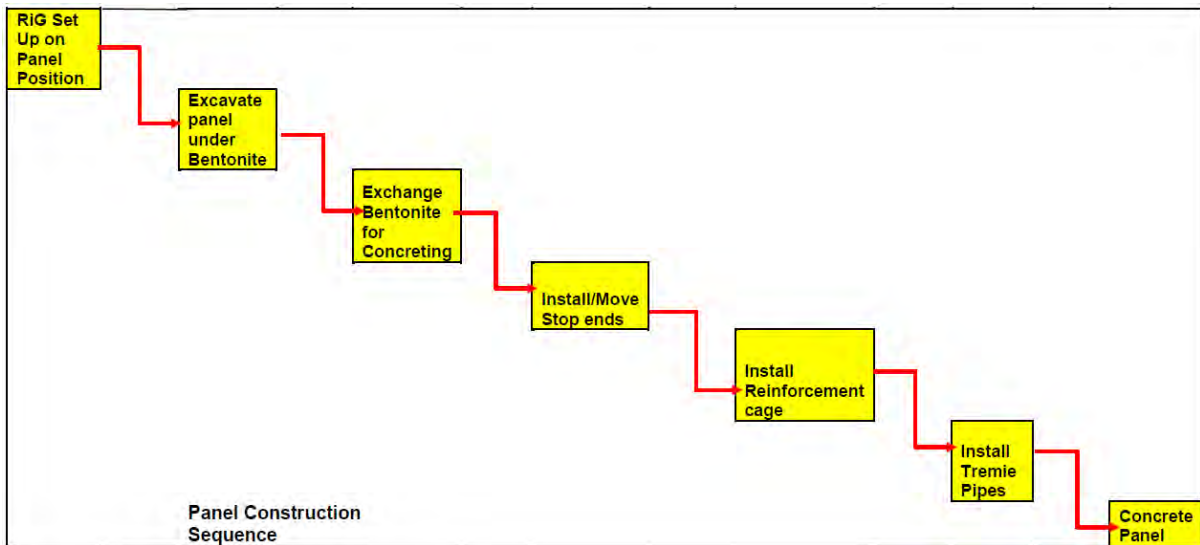 RiG Set
Up on
Panel
Position
Excavate
panel
under
Bentonite
Exchange
Bentonite
for
Concreting
Install/Move
Stop ends
Install
Reinforcement
cage
Install
Tremie
Pipes
Concrete
Panel
Panel Construction
Sequence